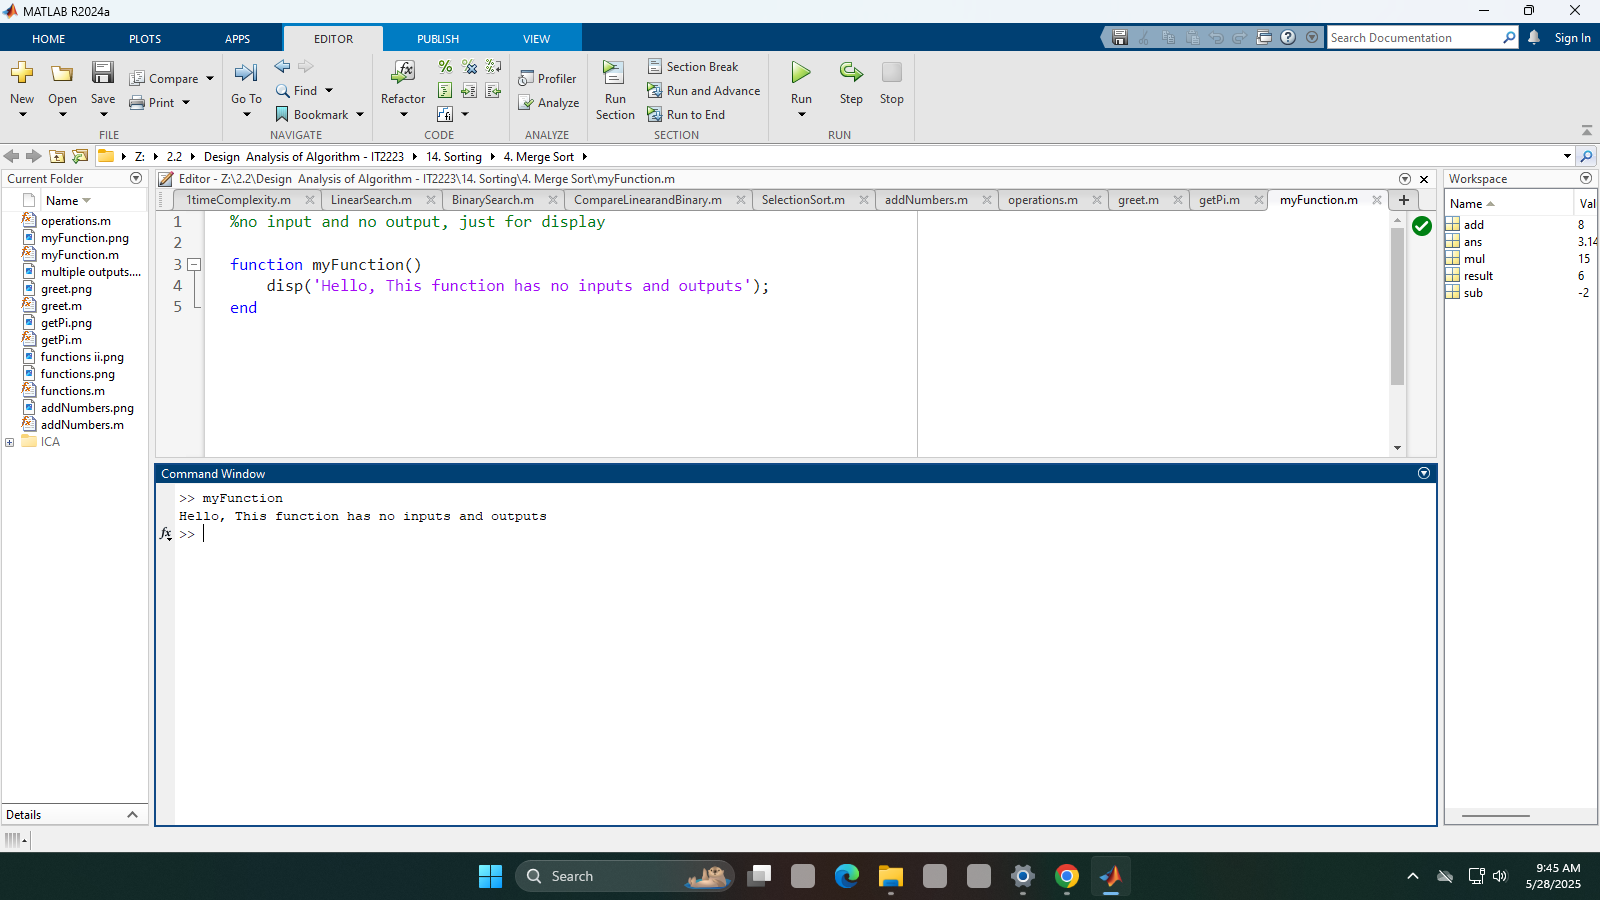 MATLAB R2024a
HOME PLOTS APPS EDITOR PUBLISH VIEW
Search Documentation
Sign In
New Open Save
Compare
Print
FILE
Go To
Find
Bookmark
NAVIGATE
Refactor
CODE
Profiler
Analyze
ANALYZE
Run Section
Section Break
Run and Advance
Run to End
SECTION
Run Step Stop
RUN
Z: 2.2 Design Analysis of Algorithm - IT2223 14. Sorting 4. Merge Sort
Current Folder
Name
operations.m
myFunction.png
myFunction.m
multiple outputs....
greet.png
greet.m
getPi.png
getPi.m
functions ii.png
functions.png
functions.m
addNumbers.png
addNumbers.m
ICA
Details
Editor - Z:\2.2\Design Analysis of Algorithm - IT2223\14. Sorting\4. Merge Sort\myFunction.m
1timeComplexity.m LinearSearch.m BinarySearch.m CompareLinearandBinary.m SelectionSort.m addNumbers.m operations.m greet.m getPi.m myFunction.m
1 %no input and no output, just for display
2
3 function myFunction()
4 disp('Hello, This function has no inputs and outputs');
5 end
Command Window
>> myFunction
Hello, This function has no inputs and outputs
fx >>
Workspace
Name Val
add 8
ans 3.14
mul 15
result 6
sub -2
Search
9:45 AM
5/28/2025